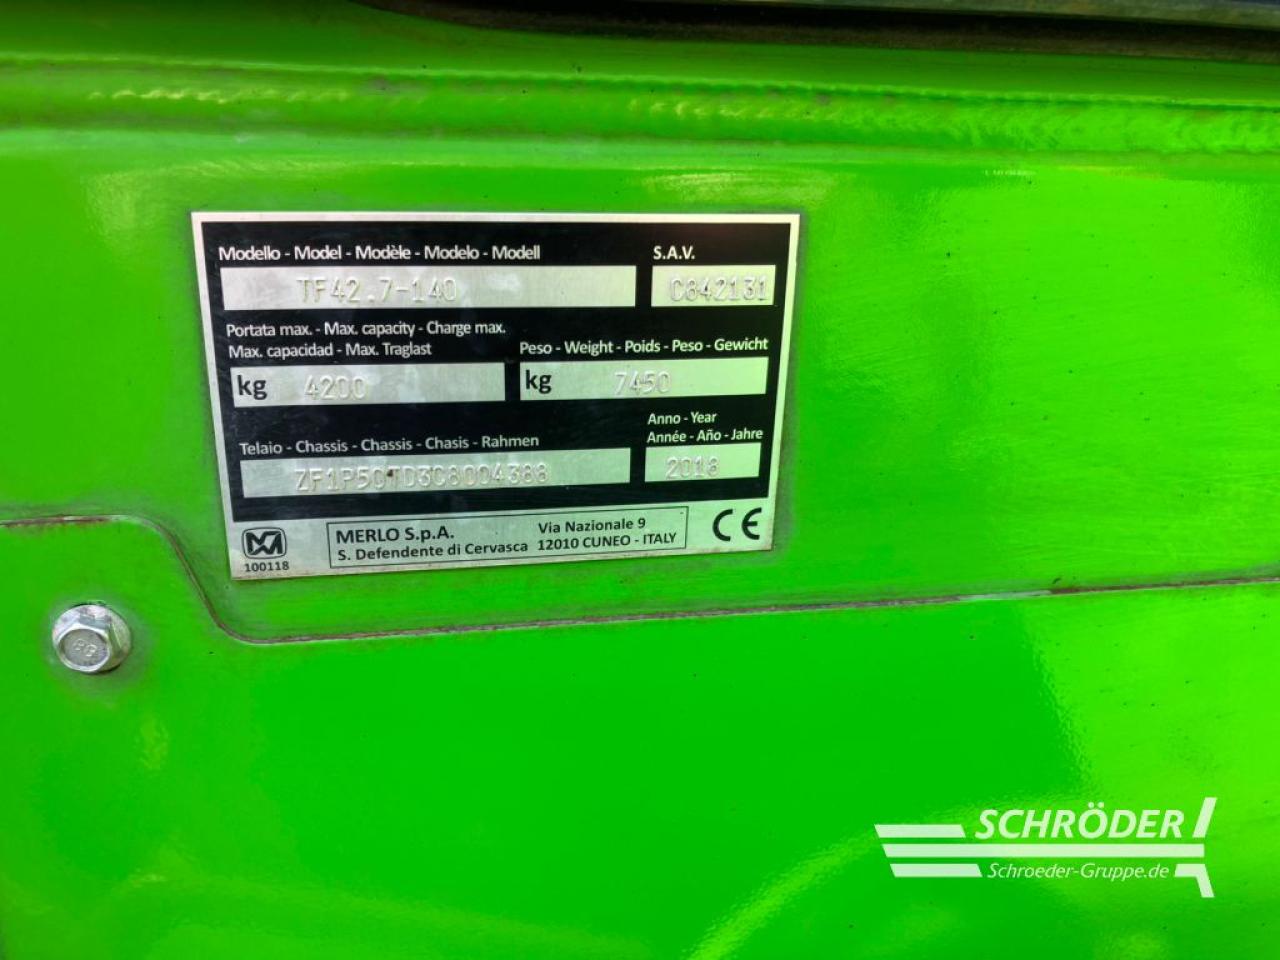 Modello - Model - Modèle - Modelo - Modell
S.A.V.
TF42.7-140
C842131
Portata max. - Max. capacity - Charge max.
Max. capacidad - Max. Traglast
Peso - Weight - Poids - Peso - Gewicht
kg 4200
kg 7450
Telaio - Chassis - Chassis - Chasis - Rahmen
Anno - Year
Année - Año - Jahre
2018
100118
MERLO S.p.A.
S. Defendente di Cervasca
Via Nazionale 9
12010 CUNEO - ITALY
CE
SCHRÖDER
Schroeder-Gruppe.de